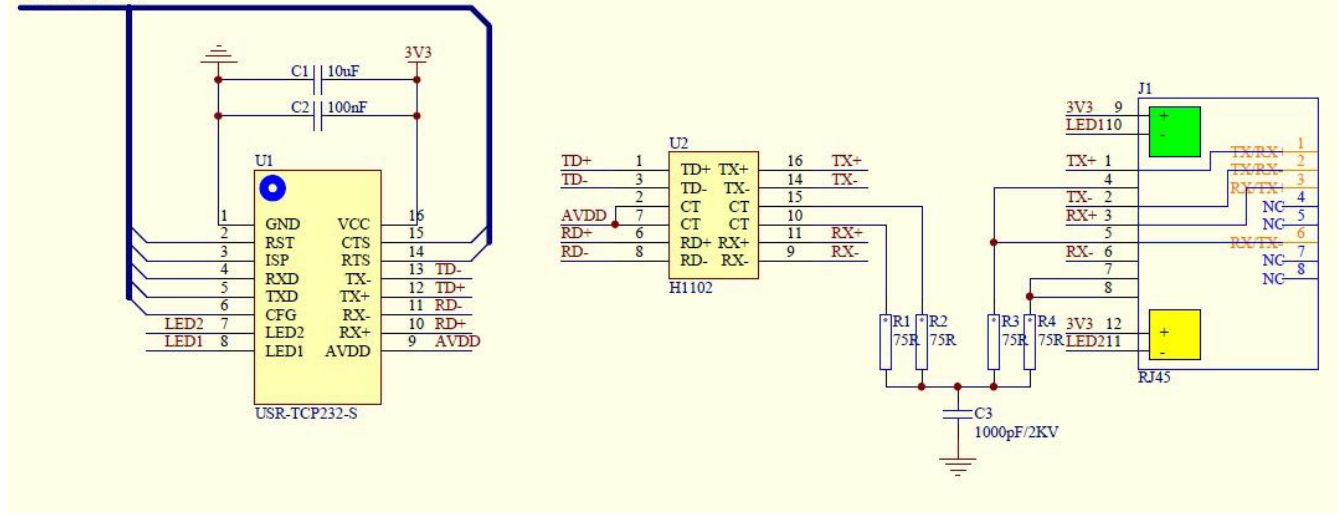 3V3
C1 10uF
C2 100nF
U1
1 GND VCC 16
2 RST CTS 15
3 ISP RTS 14
4 RXD TX- 13 TD-
5 TXD TX+ 12 TD+
6 CFG RX- 11 RD-
LED2 7 LED2 RX+ 10 RD+
LED1 8 LED1 AVDD 9 AVDD
USR-TCP232-S
U2
TD+ 1 TD+ TX+ 16 TX+
TD- 3 TD- TX- 14 TX-
2 CT CT 15
AVDD 7 CT CT 10
RD+ 6 RD+ RX+ 11 RX+
RD- 8 RD- RX- 9 RX-
H1102
R1 75R
R2 75R
R3 75R
R4 75R
C3
1000pF/2KV
J1
3V3 9 +
LED1 10 -
TX+ 1 TX/RX+ 1
4 TX/RX- 2
TX- 2 RX/TX+ 3
RX+ 3 NC 4
5 NC 5
RX- 6 RX/TX- 6
7 NC 7
8 NC 8
3V3 12 +
LED2 11 -
RJ45